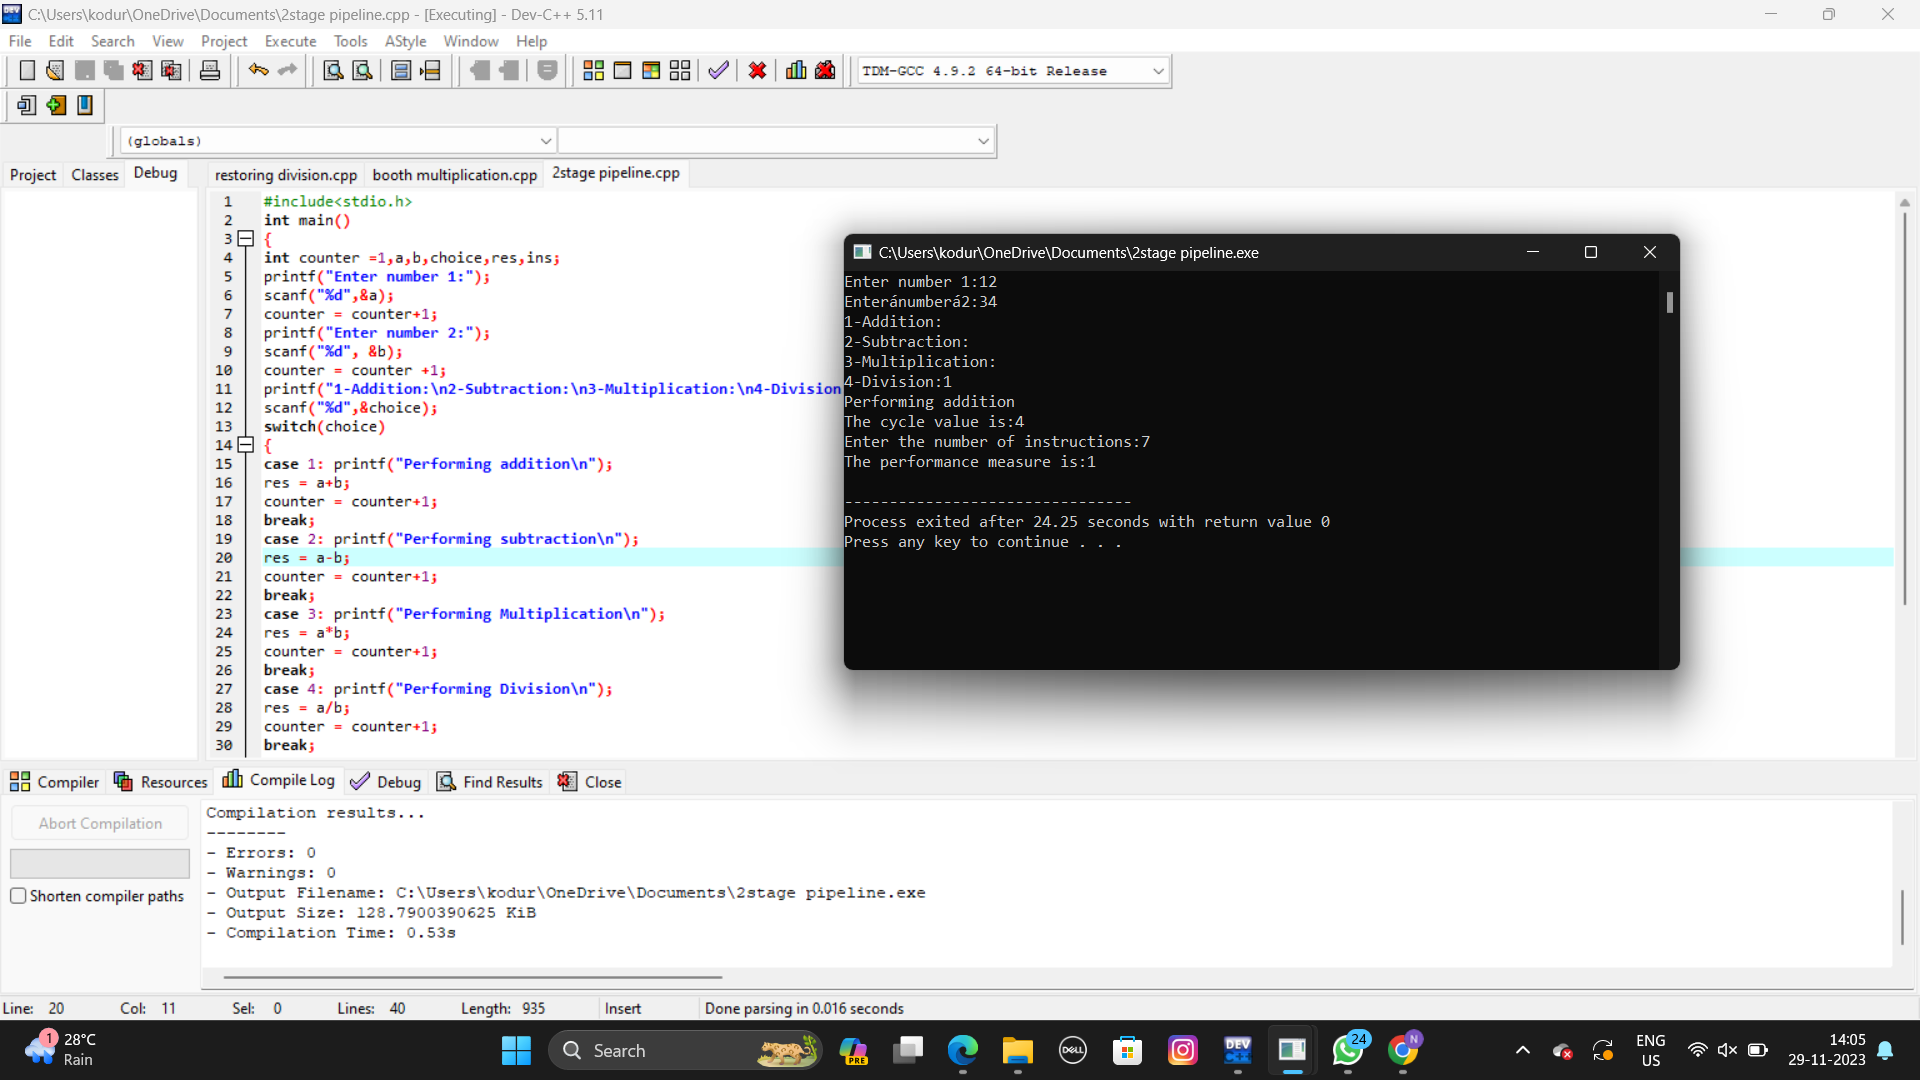 C:\Users\kodur\OneDrive\Documents\2stage pipeline.cpp - [Executing] - Dev-C++ 5.11
File Edit Search View Project Execute Tools AStyle Window Help
TDM-GCC 4.9.2 64-bit Release
(globals)
Project Classes Debug
restoring division.cpp booth multiplication.cpp 2stage pipeline.cpp
1 #include<stdio.h>
2 int main()
3 {
4 int counter =1,a,b,choice,res,ins;
5 printf("Enter number 1:");
6 scanf("%d",&a);
7 counter = counter+1;
8 printf("Enter number 2:");
9 scanf("%d", &b);
10 counter = counter +1;
11 printf("1-Addition:\n2-Subtraction:\n3-Multiplication:\n4-Division
12 scanf("%d",&choice);
13 switch(choice)
14 {
15 case 1: printf("Performing addition\n");
16 res = a+b;
17 counter = counter+1;
18 break;
19 case 2: printf("Performing subtraction\n");
20 res = a-b;
21 counter = counter+1;
22 break;
23 case 3: printf("Performing Multiplication\n");
24 res = a*b;
25 counter = counter+1;
26 break;
27 case 4: printf("Performing Division\n");
28 res = a/b;
29 counter = counter+1;
30 break;
C:\Users\kodur\OneDrive\Documents\2stage pipeline.exe
Enter number 1:12
Enteránumberá2:34
1-Addition:
2-Subtraction:
3-Multiplication:
4-Division:1
Performing addition
The cycle value is:4
Enter the number of instructions:7
The performance measure is:1
--------------------------------
Process exited after 24.25 seconds with return value 0
Press any key to continue . . .
Compiler Resources Compile Log Debug Find Results Close
Abort Compilation
Shorten compiler paths
Compilation results...
--------
- Errors: 0
- Warnings: 0
- Output Filename: C:\Users\kodur\OneDrive\Documents\2stage pipeline.exe
- Output Size: 128.7900390625 KiB
- Compilation Time: 0.53s
Line: 20 Col: 11 Sel: 0 Lines: 40 Length: 935 Insert Done parsing in 0.016 seconds
1
28°C
Rain
Search
PRE
DELL
DEV
24
N
ENG
US
14:05
29-11-2023